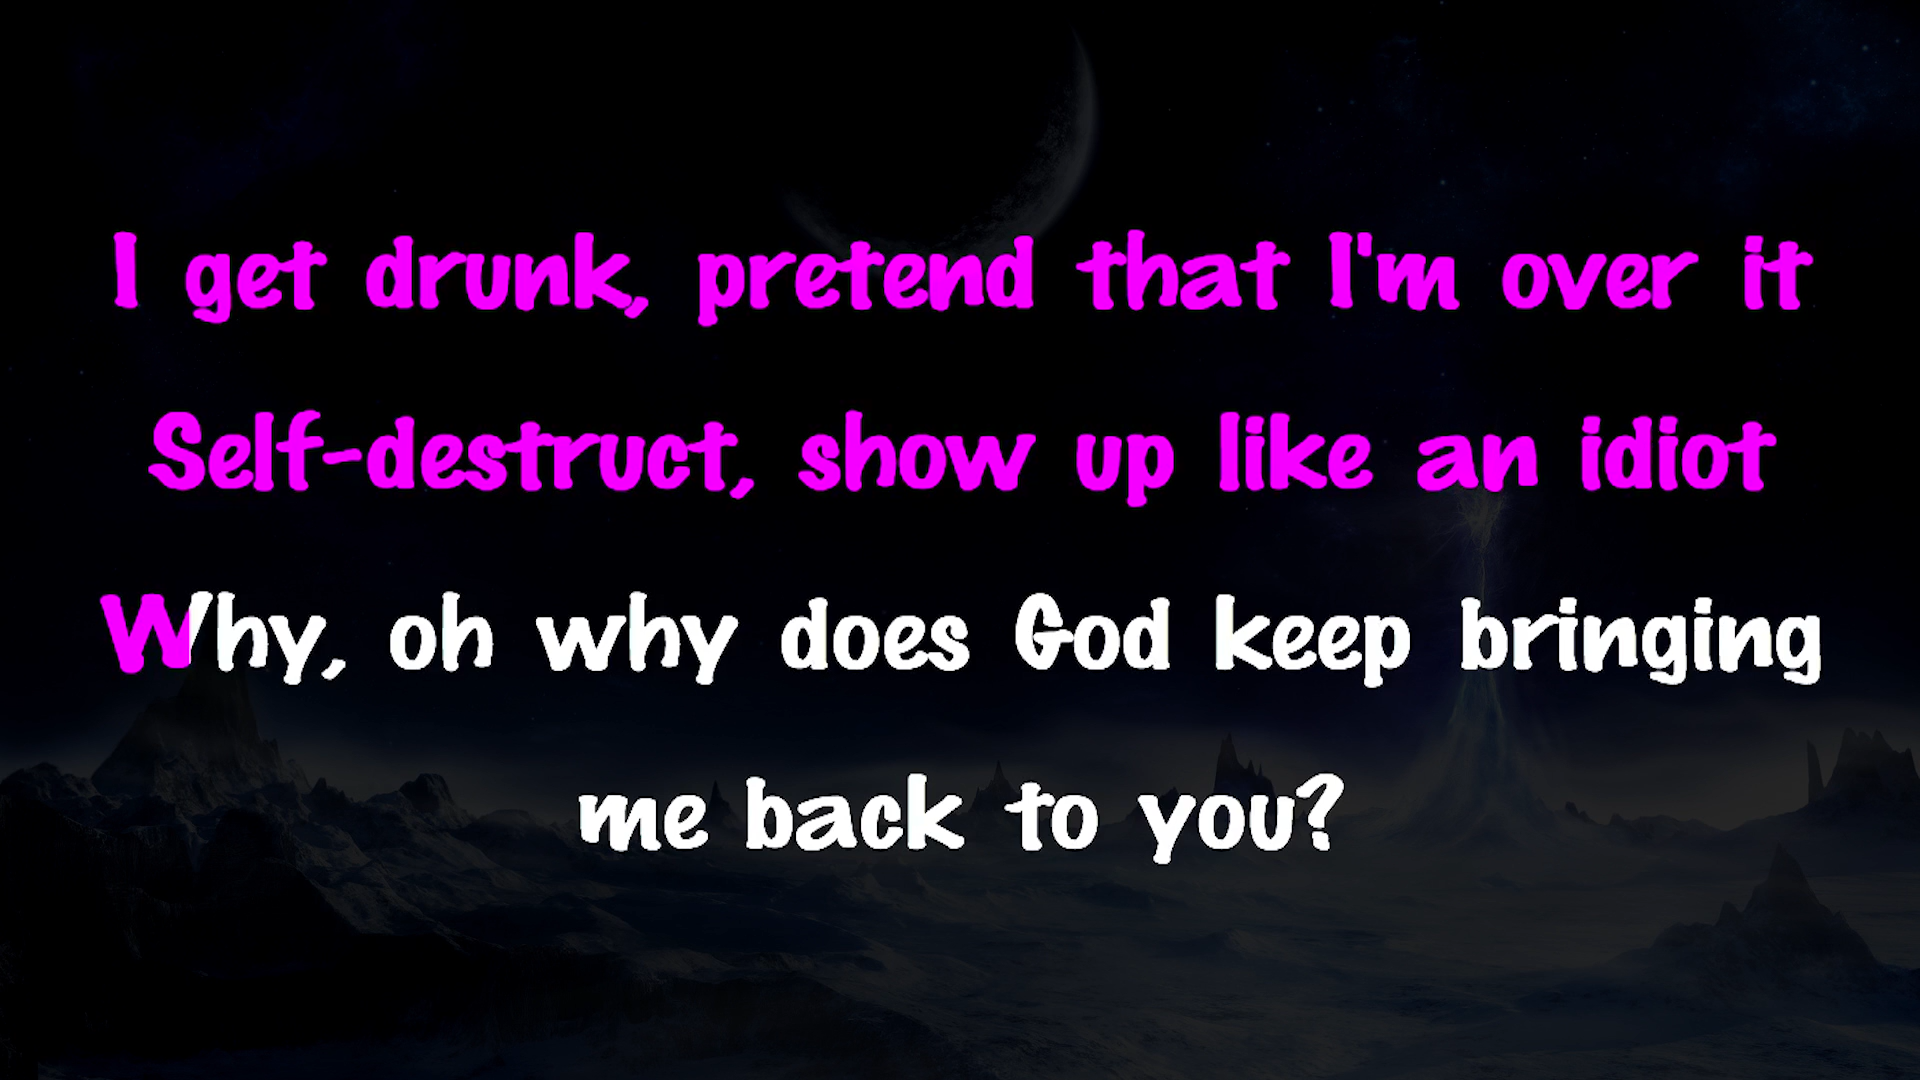 I get drunk, pretend that I'm over it
Self-destruct, show up like an idiot
Why, oh why does God keep bringing
me back to you?